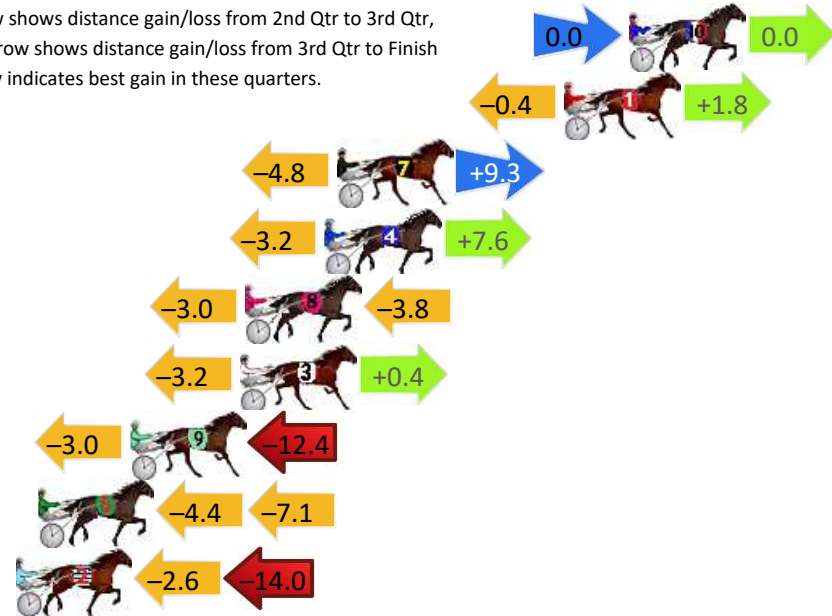 shows distance gain/loss from 2nd Qtr to 3rd Qtr,
row shows distance gain/loss from 3rd Qtr to Finish
indicates best gain in these quarters.
0.0 10 0.0
–0.4 1 +1.8
–4.8 7 +9.3
–3.2 4 +7.6
–3.0 8 –3.8
–3.2 3 +0.4
–3.0 9 –12.4
–4.4 –7.1
–2.6 –14.0